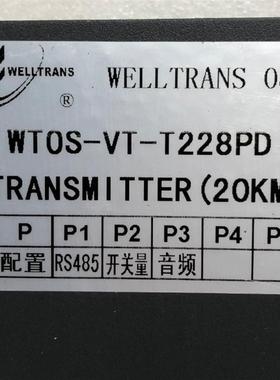 WELLTRANS
®
WELLTRANS O
WTOS-VT-T228PD
TRANSMITTER(20KM
P P1 P2 P3 P4 P
配置 RS485 开关量 音频